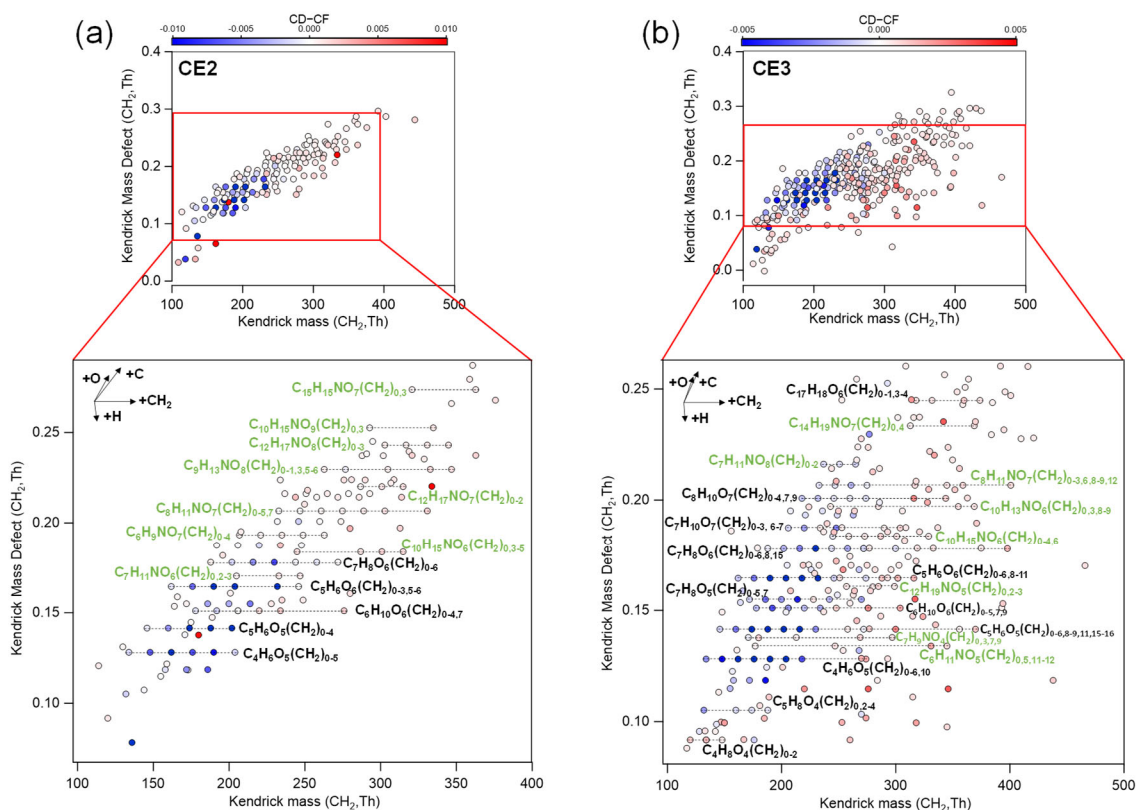 (a)
CD-CF
-0.010 -0.005 0.000 0.005 0.010
CE2
Kendrick Mass Defect (CH2,Th)
0.4
0.3
0.2
0.1
0.0
100 200 300 400 500
Kendrick mass (CH2,Th)
+O
+C
+CH2
+H
C15H15NO7(CH2)0,3
C10H15NO9(CH2)0,3
C12H17NO8(CH2)0-3
C9H13NO8(CH2)0-1,3,5-6
C12H17NO7(CH2)0-2
C8H11NO7(CH2)0-5,7
C6H9NO7(CH2)0-4
C10H15NO6(CH2)0,3-5
C7H8O6(CH2)0-6
C7H11NO6(CH2)0,2-3
C5H6O6(CH2)0-3,5-6
C6H10O6(CH2)0-4,7
C5H6O5(CH2)0-4
C4H6O5(CH2)0-5
Kendrick Mass Defect (CH2,Th)
0.25
0.20
0.15
0.10
100 150 200 250 300 350 400
Kendrick mass (CH2,Th)
(b)
CD-CF
-0.005 0.000 0.005
CE3
Kendrick Mass Defect (CH2,Th)
0.4
0.3
0.2
0.1
0.0
100 200 300 400 500
Kendrick mass (CH2,Th)
+O
+C
+CH2
+H
C17H18O6(CH2)0-1,3-4
C14H19NO7(CH2)0,4
C7H11NO8(CH2)0-2
C8H11NO7(CH2)0-3,6,8-9,12
C8H10O7(CH2)0-4,7,9
C10H13NO6(CH2)0,3,8-9
C7H10O7(CH2)0-3, 6-7
C10H15NO6(CH2)0-4,6
C7H8O6(CH2)0-6,8,15
C5H6O6(CH2)0-6,8-11
C7H8O5(CH2)0-5,7
C12H19NO5(CH2)0,2-3
C6H10O6(CH2)0-5,7,9
C5H6O5(CH2)0-6,8-9,11,15-16
C7H9NO4(CH2)0,3,7,9
C6H11NO5(CH2)0,5,11-12
C4H6O5(CH2)0-6,10
C5H8O4(CH2)0,2-4
C4H8O4(CH2)0-2
Kendrick Mass Defect (CH2,Th)
0.25
0.20
0.15
0.10
100 200 300 400 500
Kendrick mass (CH2,Th)